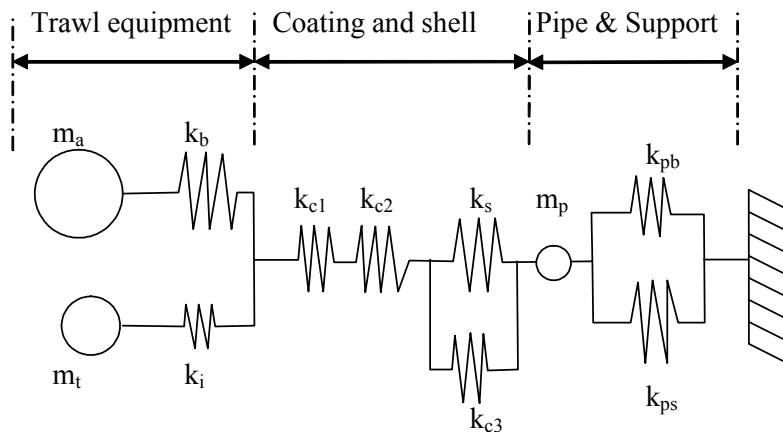 Trawl equipment
Coating and shell
Pipe & Support
m_a
k_b
k_pb
k_c1
k_c2
k_s
m_p
m_t
k_i
k_c3
k_ps